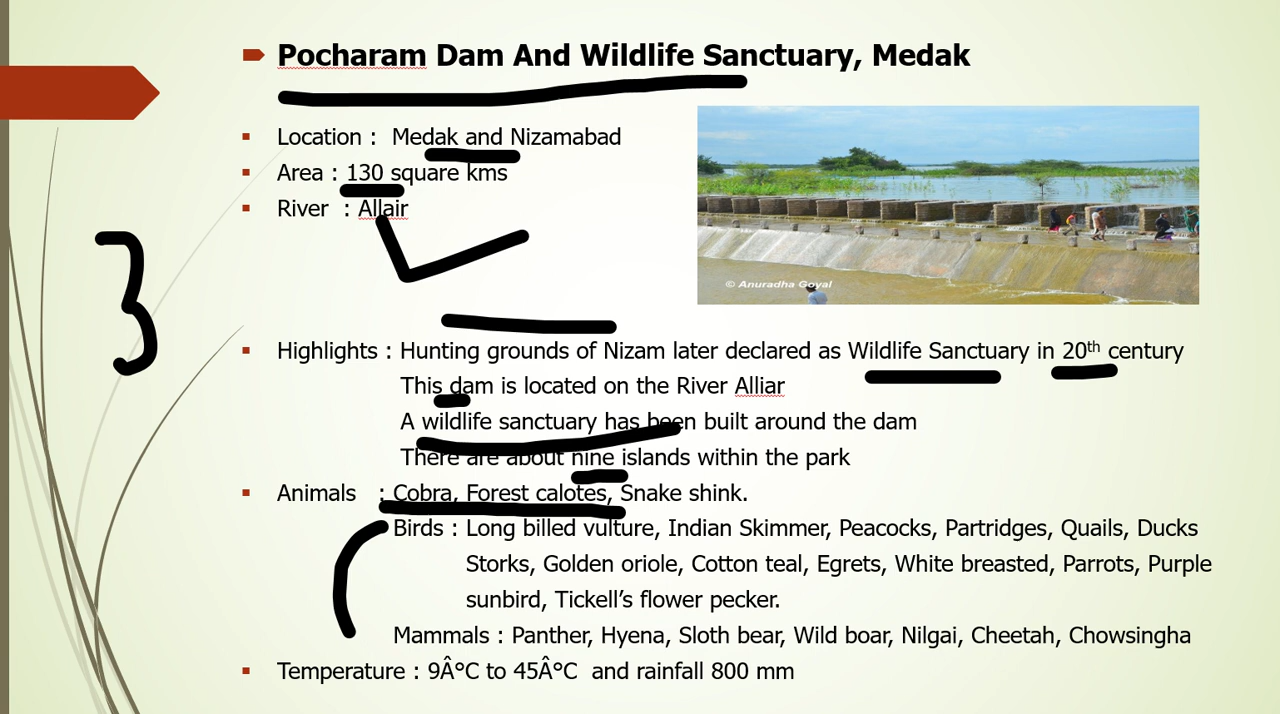 Pocharam Dam And Wildlife Sanctuary, Medak
Location : Medak and Nizamabad
Area : 130 square kms
River : Allair
© Anuradha Goyal
3
Highlights : Hunting grounds of Nizam later declared as Wildlife Sanctuary in 20th century
This dam is located on the River Alliar
A wildlife sanctuary has been built around the dam
There are about nine islands within the park
Animals : Cobra, Forest calotes, Snake shink.
Birds : Long billed vulture, Indian Skimmer, Peacocks, Partridges, Quails, Ducks
Storks, Golden oriole, Cotton teal, Egrets, White breasted, Parrots, Purple
sunbird, Tickell’s flower pecker.
Mammals : Panther, Hyena, Sloth bear, Wild boar, Nilgai, Cheetah, Chowsingha
Temperature : 9Â°C to 45Â°C and rainfall 800 mm